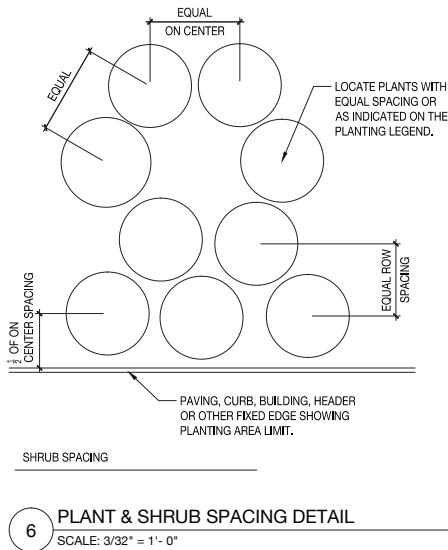 EQUAL
ON CENTER
EQUAL
LOCATE PLANTS WITH
EQUAL SPACING OR
AS INDICATED ON THE
PLANTING LEGEND.
EQUAL ROW
SPACING
1/2 OF ON
CENTER SPACING
PAVING, CURB, BUILDING, HEADER
OR OTHER FIXED EDGE SHOWING
PLANTING AREA LIMIT.
SHRUB SPACING
6
PLANT & SHRUB SPACING DETAIL
SCALE: 3/32" = 1'- 0"